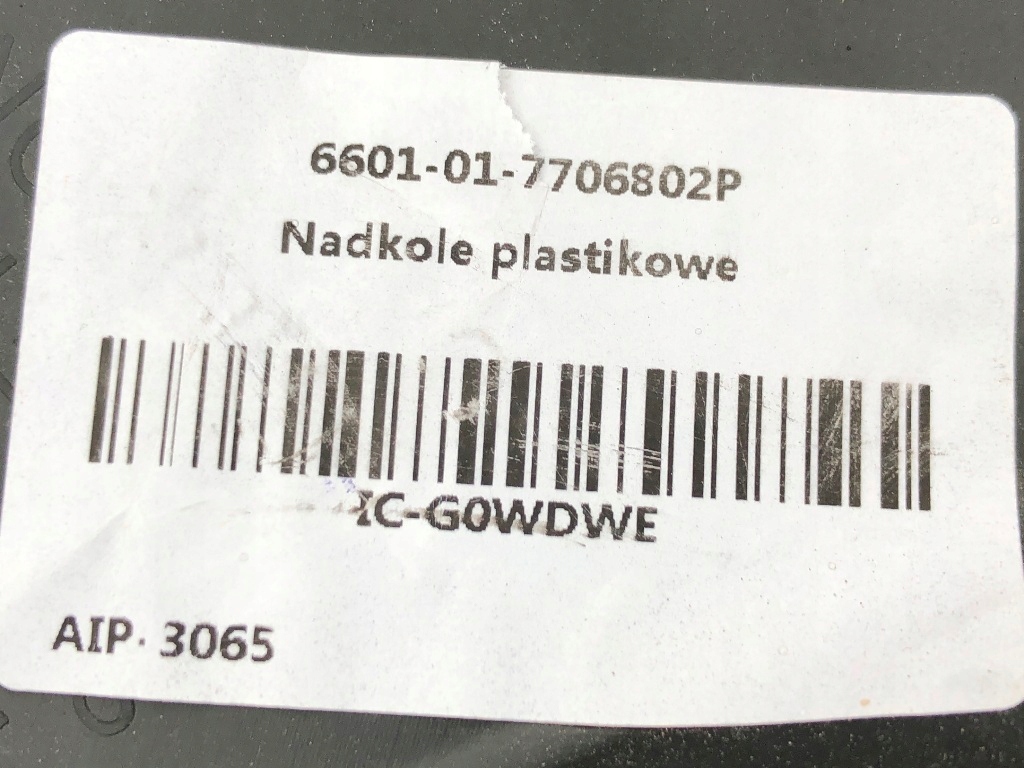 6601-01-7706802P
Nadkole plastikowe
IC-G0WDWE
AIP. 3065